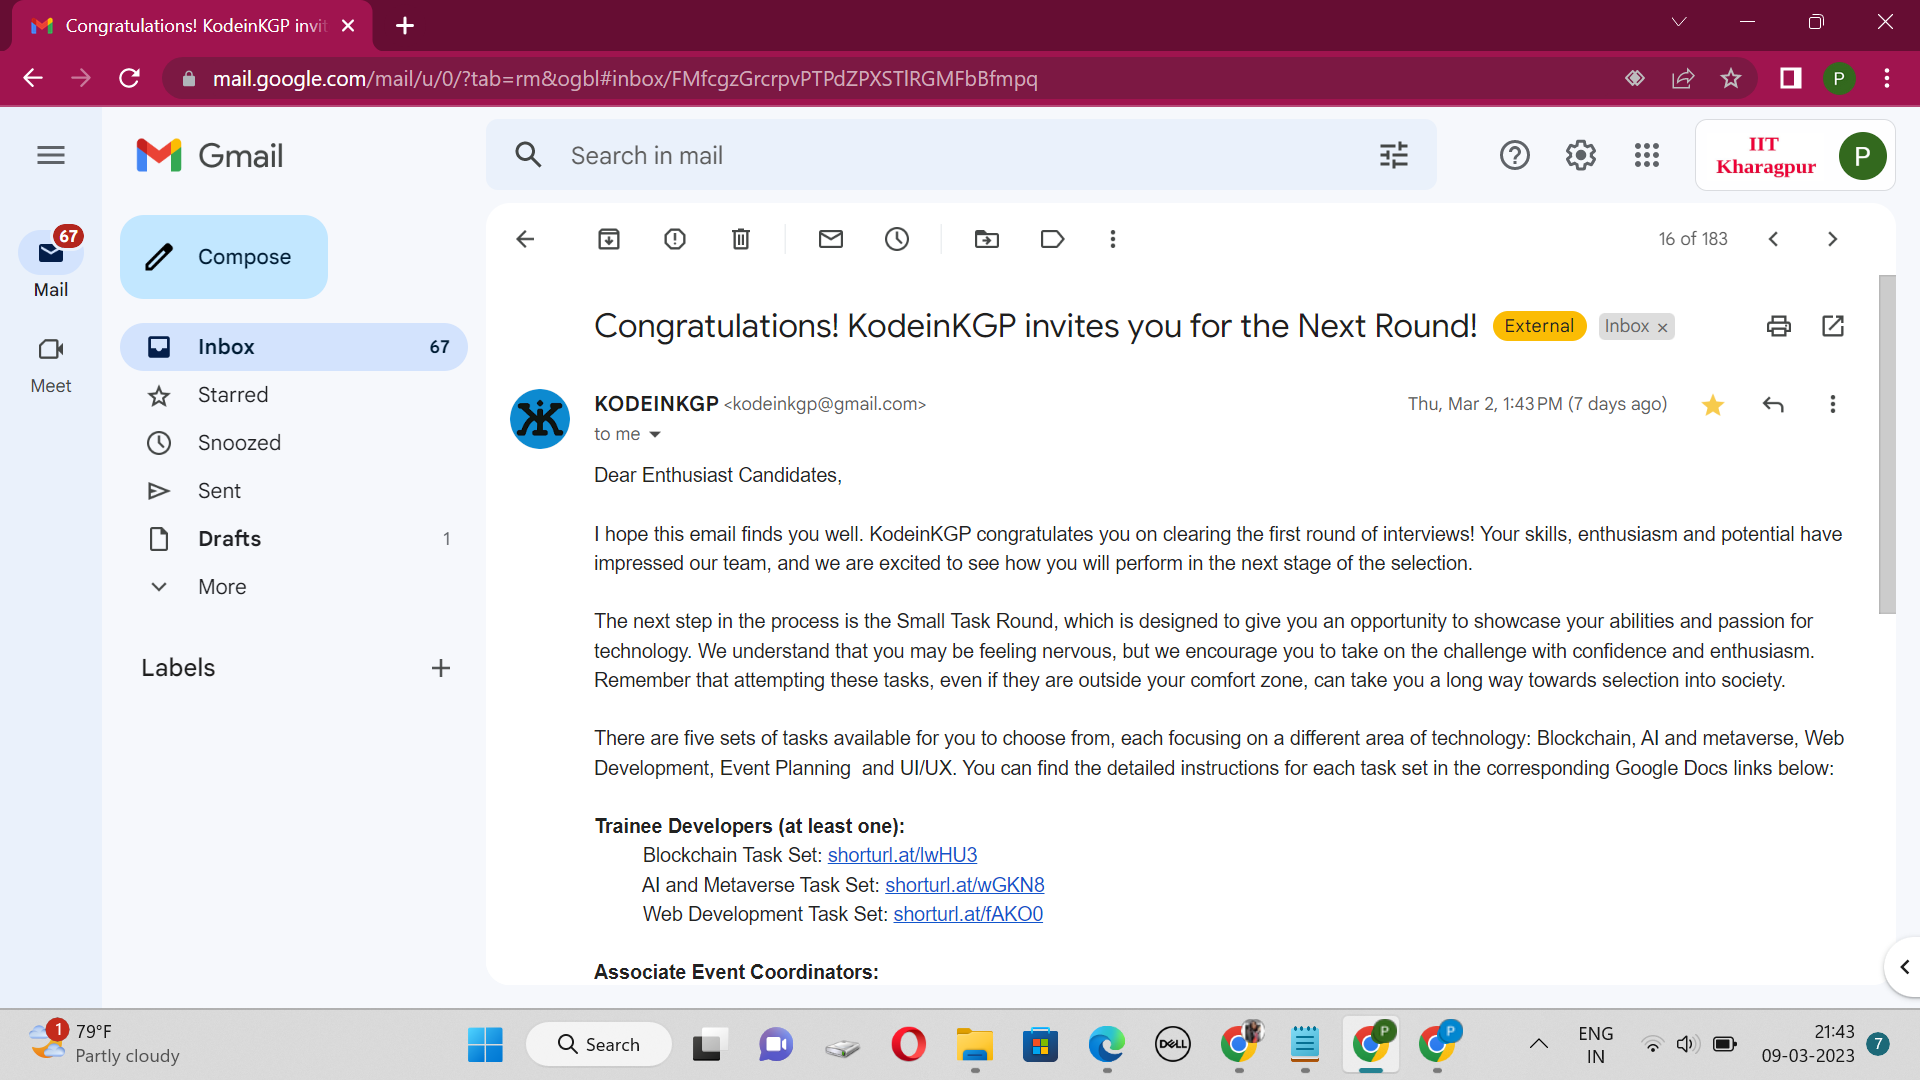 Congratulations! KodeinKGP invit
mail.google.com/mail/u/0/?tab=rm&ogbl#inbox/FMfcgzGrcrpvPTPdZPXSTlRGMFbBfmpq
P
Gmail
Search in mail
IIT
Kharagpur
P
67
Mail
Meet
Compose
Inbox 67
Starred
Snoozed
Sent
Drafts 1
More
Labels
16 of 183
Congratulations! KodeinKGP invites you for the Next Round! External Inbox ×
KODEINKGP <kodeinkgp@gmail.com> Thu, Mar 2, 1:43 PM (7 days ago)
to me
Dear Enthusiast Candidates,
I hope this email finds you well. KodeinKGP congratulates you on clearing the first round of interviews! Your skills, enthusiasm and potential have
impressed our team, and we are excited to see how you will perform in the next stage of the selection.
The next step in the process is the Small Task Round, which is designed to give you an opportunity to showcase your abilities and passion for
technology. We understand that you may be feeling nervous, but we encourage you to take on the challenge with confidence and enthusiasm.
Remember that attempting these tasks, even if they are outside your comfort zone, can take you a long way towards selection into society.
There are five sets of tasks available for you to choose from, each focusing on a different area of technology: Blockchain, AI and metaverse, Web
Development, Event Planning  and UI/UX. You can find the detailed instructions for each task set in the corresponding Google Docs links below:
Trainee Developers (at least one):
Blockchain Task Set: shorturl.at/lwHU3
AI and Metaverse Task Set: shorturl.at/wGKN8
Web Development Task Set: shorturl.at/fAKO0
Associate Event Coordinators:
1
79°F
Partly cloudy
Search
DELL
P
P
ENG
IN
21:43
09-03-2023
7